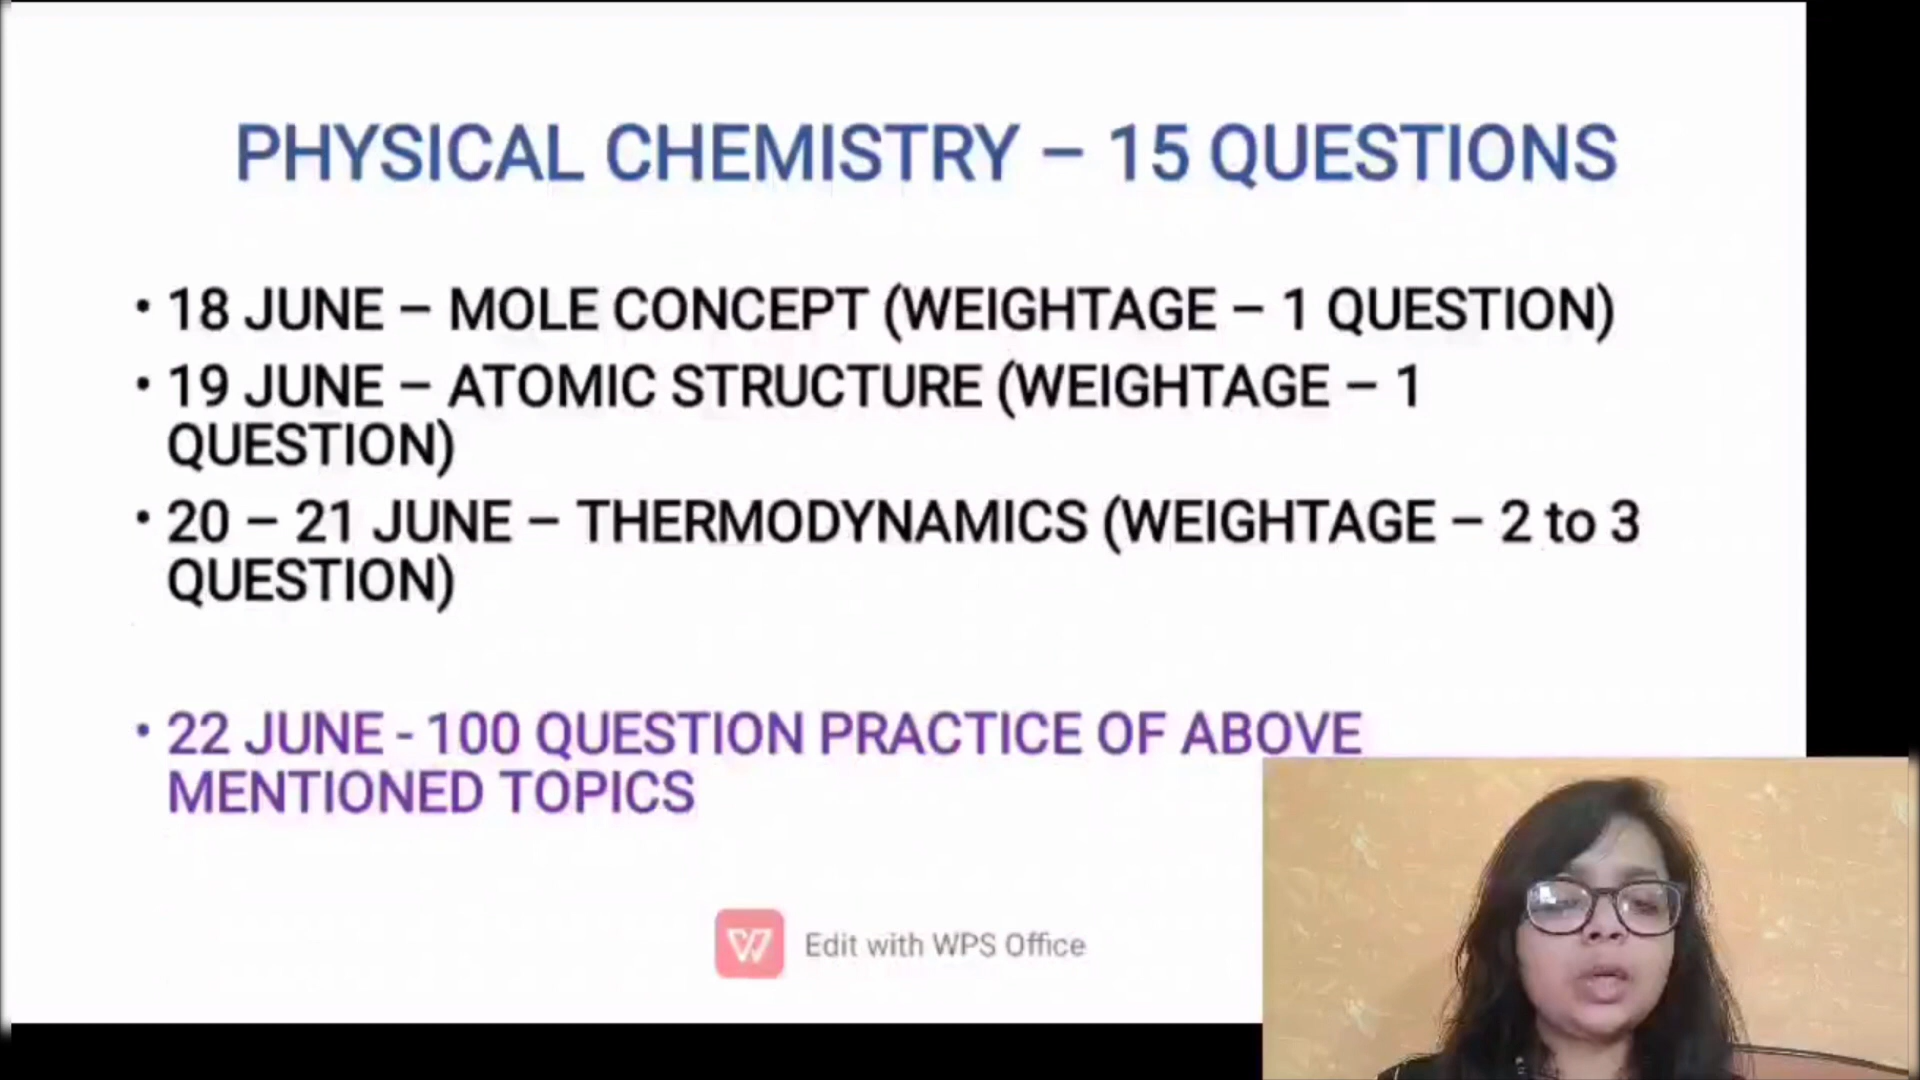 PHYSICAL CHEMISTRY – 15 QUESTIONS
• 18 JUNE – MOLE CONCEPT (WEIGHTAGE – 1 QUESTION)
• 19 JUNE – ATOMIC STRUCTURE (WEIGHTAGE – 1
QUESTION)
• 20 – 21 JUNE – THERMODYNAMICS (WEIGHTAGE – 2 to 3
QUESTION)
• 22 JUNE - 100 QUESTION PRACTICE OF ABOVE
MENTIONED TOPICS
Edit with WPS Office